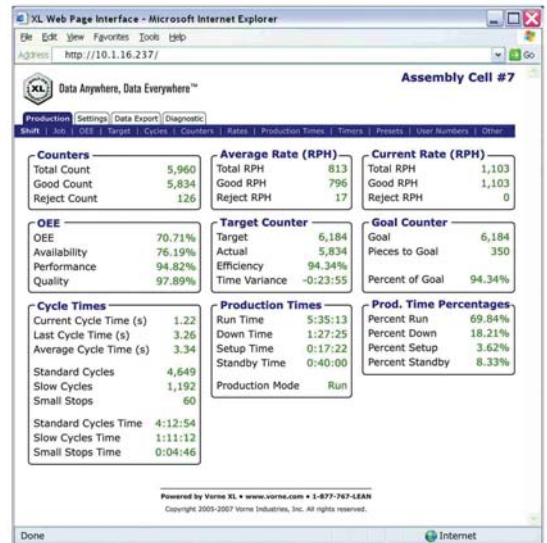 XL Web Page Interface - Microsoft Internet Explorer
File Edit View Favorites Tools Help
Address http://10.1.16.237/ Go
XL Data Anywhere, Data Everywhere™
Assembly Cell #7
Production Settings Data Export Diagnostic
Shift | Job | OEE | Target | Cycles | Counters | Rates | Production Times | Timers | Presets | User Numbers | Other
Counters
Total Count 5,960
Good Count 5,834
Reject Count 126
Average Rate (RPH)
Total RPH 813
Good RPH 796
Reject RPH 17
Current Rate (RPH)
Total RPH 1,103
Good RPH 1,103
Reject RPH 0
OEE
OEE 70.71%
Availability 76.19%
Performance 94.82%
Quality 97.89%
Target Counter
Target 6,184
Actual 5,834
Efficiency 94.34%
Time Variance -0:23:55
Goal Counter
Goal 6,184
Pieces to Goal 350
Percent of Goal 94.34%
Cycle Times
Current Cycle Time (s) 1.22
Last Cycle Time (s) 3.26
Average Cycle Time (s) 3.34
Standard Cycles 4,649
Slow Cycles 1,192
Small Stops 60
Standard Cycles Time 4:12:54
Slow Cycles Time 1:11:12
Small Stops Time 0:04:46
Production Times
Run Time 5:35:13
Down Time 1:27:25
Setup Time 0:17:22
Standby Time 0:40:00
Production Mode Run
Prod. Time Percentages
Percent Run 69.84%
Percent Down 18.21%
Percent Setup 3.62%
Percent Standby 8.33%
Powered by Vorne XL • www.vorne.com • 1-877-767-LEAN
Copyright 2005-2007 Vorne Industries, Inc. All rights reserved.
Done
Internet